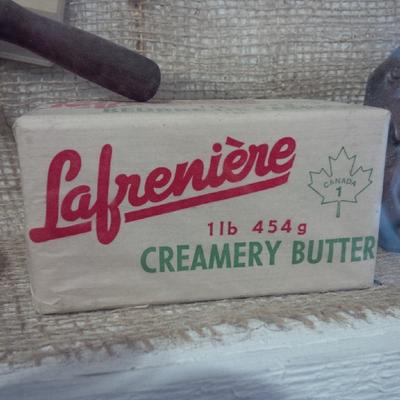 Lafrenière
CANADA
1
1lb 454g
CREAMERY BUTTER